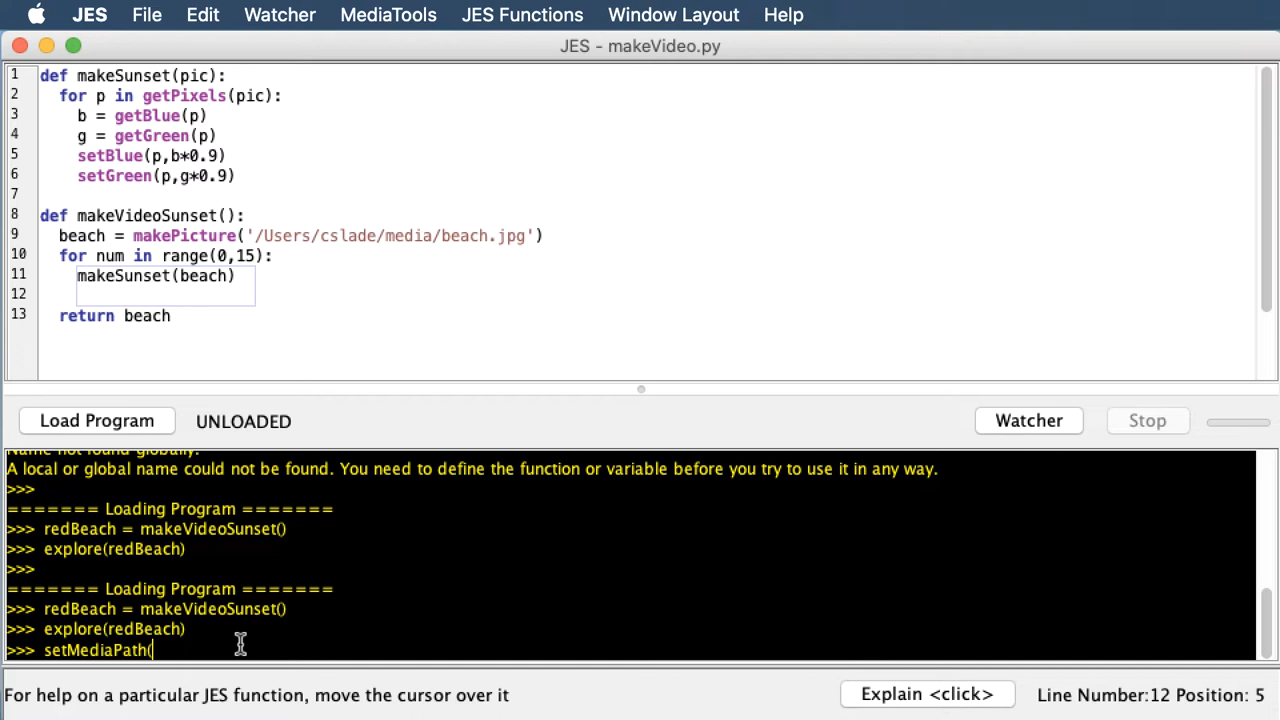 JES File Edit Watcher MediaTools JES Functions Window Layout Help
JES - makeVideo.py
1 def makeSunset(pic):
2 for p in getPixels(pic):
3 b = getBlue(p)
4 g = getGreen(p)
5 setBlue(p,b*0.9)
6 setGreen(p,g*0.9)
7
8 def makeVideoSunset():
9 beach = makePicture('/Users/cslade/media/beach.jpg')
10 for num in range(0,15):
11 makeSunset(beach)
12
13 return beach
Load Program UNLOADED Watcher Stop
Name not found globally.
A local or global name could not be found. You need to define the function or variable before you try to use it in any way.
>>>
======= Loading Program =======
>>> redBeach = makeVideoSunset()
>>> explore(redBeach)
>>>
======= Loading Program =======
>>> redBeach = makeVideoSunset()
>>> explore(redBeach)
>>> setMediaPath(
For help on a particular JES function, move the cursor over it Explain <click> Line Number:12 Position: 5